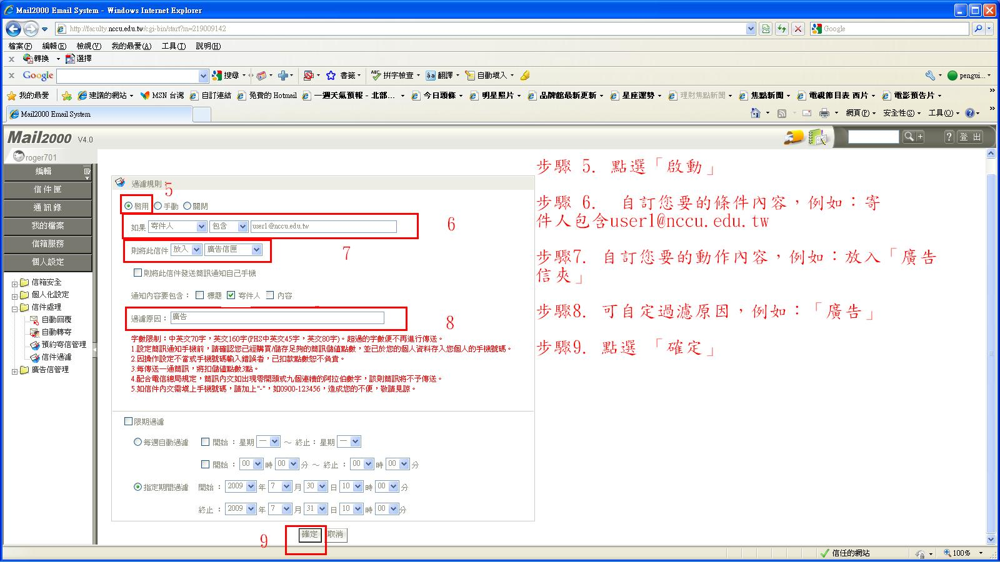 Mail2000 Email System - Windows Internet Explorer
http://faculty.nccu.edu.tw/cgi-bin/start?m=219009142
Google
檔案(F) 編輯(E) 檢視(V) 我的最愛(A) 工具(T) 說明(H)
x 轉換 選擇
x Google 搜尋 書籤 ABC 拼字檢查 翻譯 自動填入 pengui...
我的最愛 建議的網站 MSN 台灣 自訂連結 免費的 Hotmail 一週天氣預報 - 北部... 今日頭條 明星照片 品牌館最新更新 星座運勢 理財焦點新聞 焦點新聞 電視節目表 西片 電影預告片
Mail2000 Email System
網頁(P) 安全性(S) 工具(O)
Mail2000 V4.0
? 登 出
roger701
編輯
信件匣
通訊錄
我的檔案
信箱服務
個人設定
信箱安全
個人化設定
信件處理
自動回覆
自動轉寄
預約寄信管理
信件過濾
廣告信管理
過濾規則：
5
啓用 手動 關閉
如果 寄件人 包含 user1@nccu.edu.tw
6
則將此信件 放入 廣告信匣
7
則將此信件發送簡訊通知自己手機
通知內容要包含： 標題 寄件人 內容
過濾原因： 廣告
8
字數限制：中英文70字，英文160字(PHS中英文45字，英文80字)。超過的字數便不再進行傳送。
1.設定簡訊通知手機前，請確認您已經購買/儲存足夠的簡訊儲值點數，並已於您的個人資料存入您個人的手機號碼。
2.因操作設定不當或手機號碼輸入錯誤者，已扣款點數恕不負責。
3.每傳送一通簡訊，將扣儲值點數3點。
4.配合電信總局規定，簡訊內文如出現零開頭或九個連續的阿拉伯數字，該則簡訊將不予傳送。
5.如信件內文需填上手機號碼，請加上"-"，如0900-123456，造成您的不便，敬請見諒。
限期過濾
每週自動過濾 開始：星期 一 ～ 終止：星期 一
開始： 00 時 00 分 ～ 終止： 00 時 00 分
指定期間過濾 開始： 2009 年 7 月 30 日 10 時 00 分
終止： 2009 年 7 月 31 日 10 時 00 分
9
確定 取消
步驟 5. 點選「啟動」
步驟 6. 自訂您要的條件內容，例如：寄
件人包含user1@nccu.edu.tw
步驟7. 自訂您要的動作內容，例如：放入「廣告
信夾」
步驟8. 可自定過濾原因，例如：「廣告」
步驟9. 點選 「確定」
信任的網站 100%